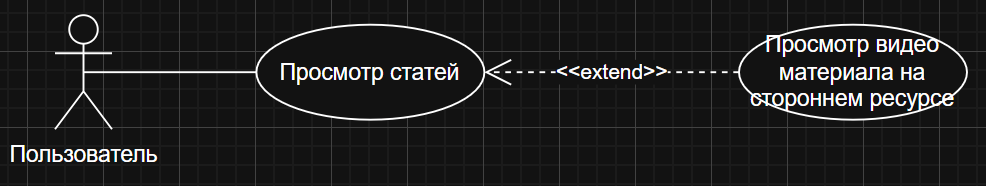 Просмотр статей
<<extend>>
Просмотр видео
материала на
стороннем ресурсе
Пользователь